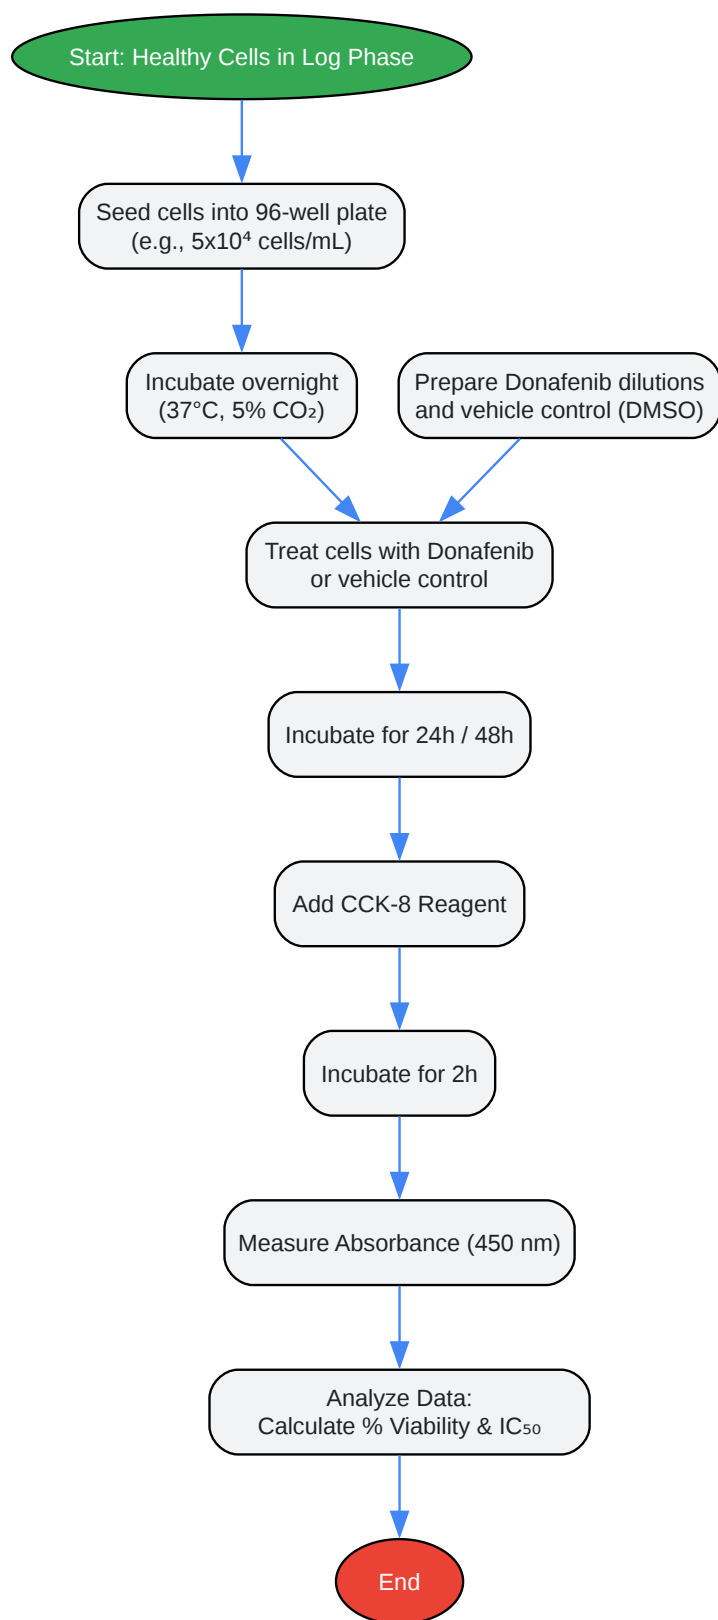 Start: Healthy Cells in Log Phase
Seed cells into 96-well plate
(e.g., 5x10⁴ cells/mL)
Incubate overnight
(37°C, 5% CO₂)
Prepare Donafenib dilutions
and vehicle control (DMSO)
Treat cells with Donafenib
or vehicle control
Incubate for 24h / 48h
Add CCK-8 Reagent
Incubate for 2h
Measure Absorbance (450 nm)
Analyze Data:
Calculate % Viability & IC₅₀
End